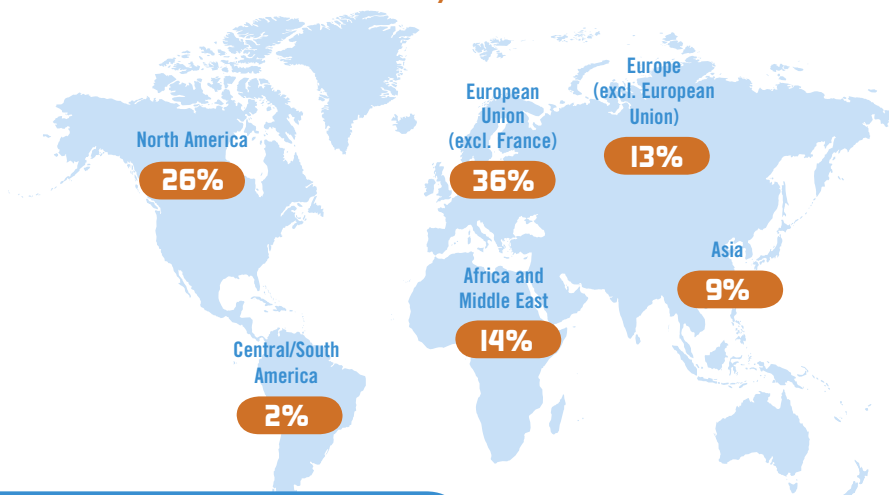 North America
26%
European
Union
(excl. France)
36%
Europe
(excl. European
Union)
13%
Asia
9%
Africa and
Middle East
14%
Central/South
America
2%